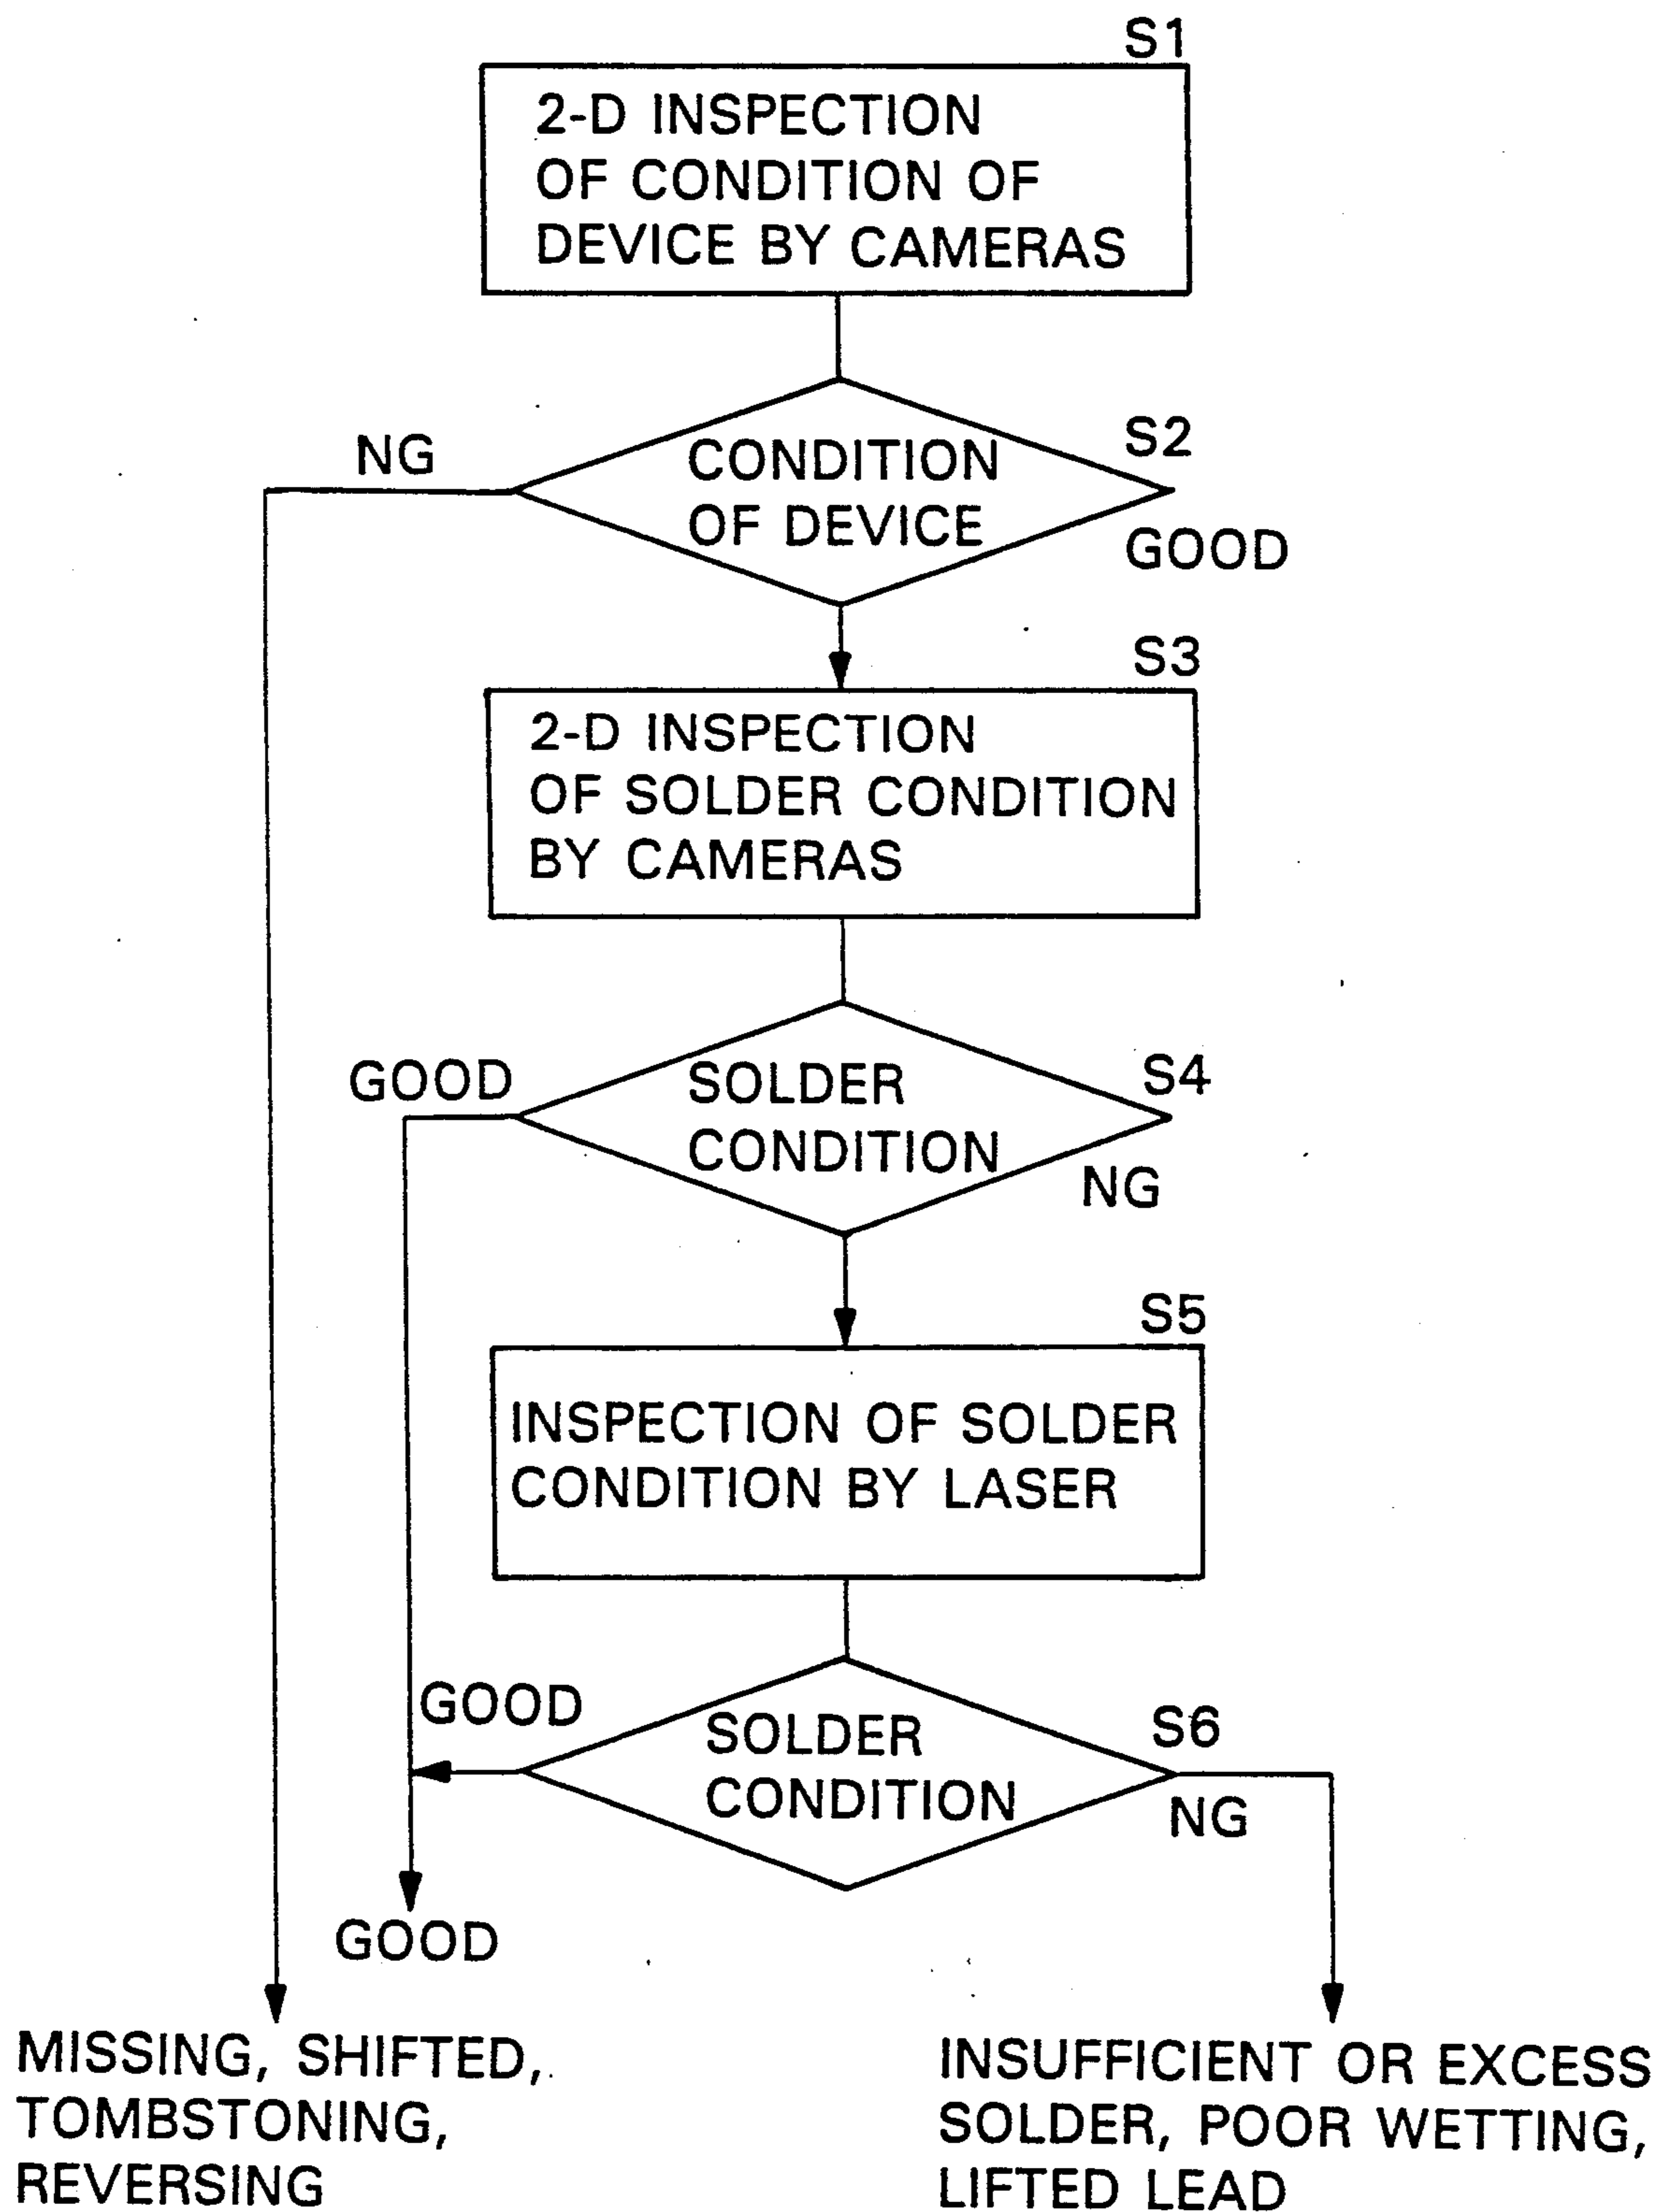 S1
2-D INSPECTION
OF CONDITION OF
DEVICE BY CAMERAS
NG
CONDITION
OF DEVICE
S2
GOOD
S3
2-D INSPECTION
OF SOLDER CONDITION
BY CAMERAS
GOOD
SOLDER
CONDITION
S4
NG
S5
INSPECTION OF SOLDER
CONDITION BY LASER
GOOD
SOLDER
CONDITION
S6
NG
GOOD
MISSING, SHIFTED,
TOMBSTONING,
REVERSING
INSUFFICIENT OR EXCESS
SOLDER, POOR WETTING,
LIFTED LEAD